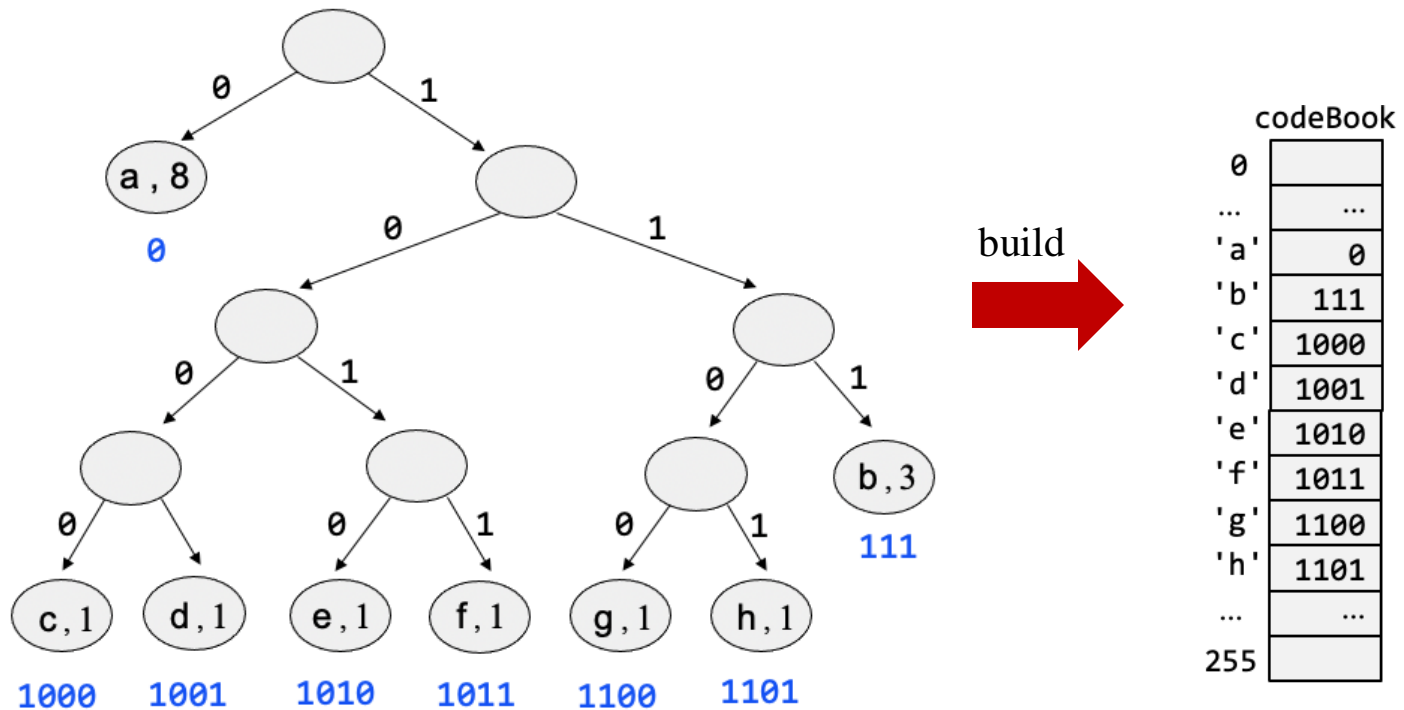 0
1
codeBook
0
a , 8
...
...
0
0
1
build
'a'
0
'b'
111
'c'
1000
0
1
0
1
'd'
1001
'e'
1010
b , 3
'f'
1011
0
0
1
0
1
111
'g'
1100
'h'
1101
c, 1
d, 1
e, 1
f, 1
g, 1
h, 1
...
...
255
1000
1001
1010
1011
1100
1101